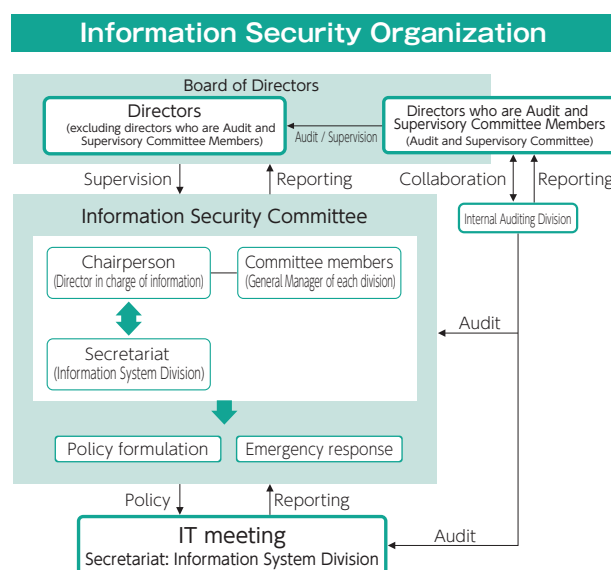 Information Security Organization
Board of Directors
Directors
(excluding directors who are Audit and
Supervisory Committee Members)
Audit / Supervision
Directors who are Audit and
Supervisory Committee Members
(Audit and Supervisory Committee)
Supervision
Reporting
Collaboration
Reporting
Internal Auditing Division
Information Security Committee
Chairperson
(Director in charge of information)
Committee members
(General Manager of each division)
Audit
Secretariat
(Information System Division)
Policy formulation
Emergency response
Policy
Reporting
IT meeting
Secretariat: Information System Division
Audit